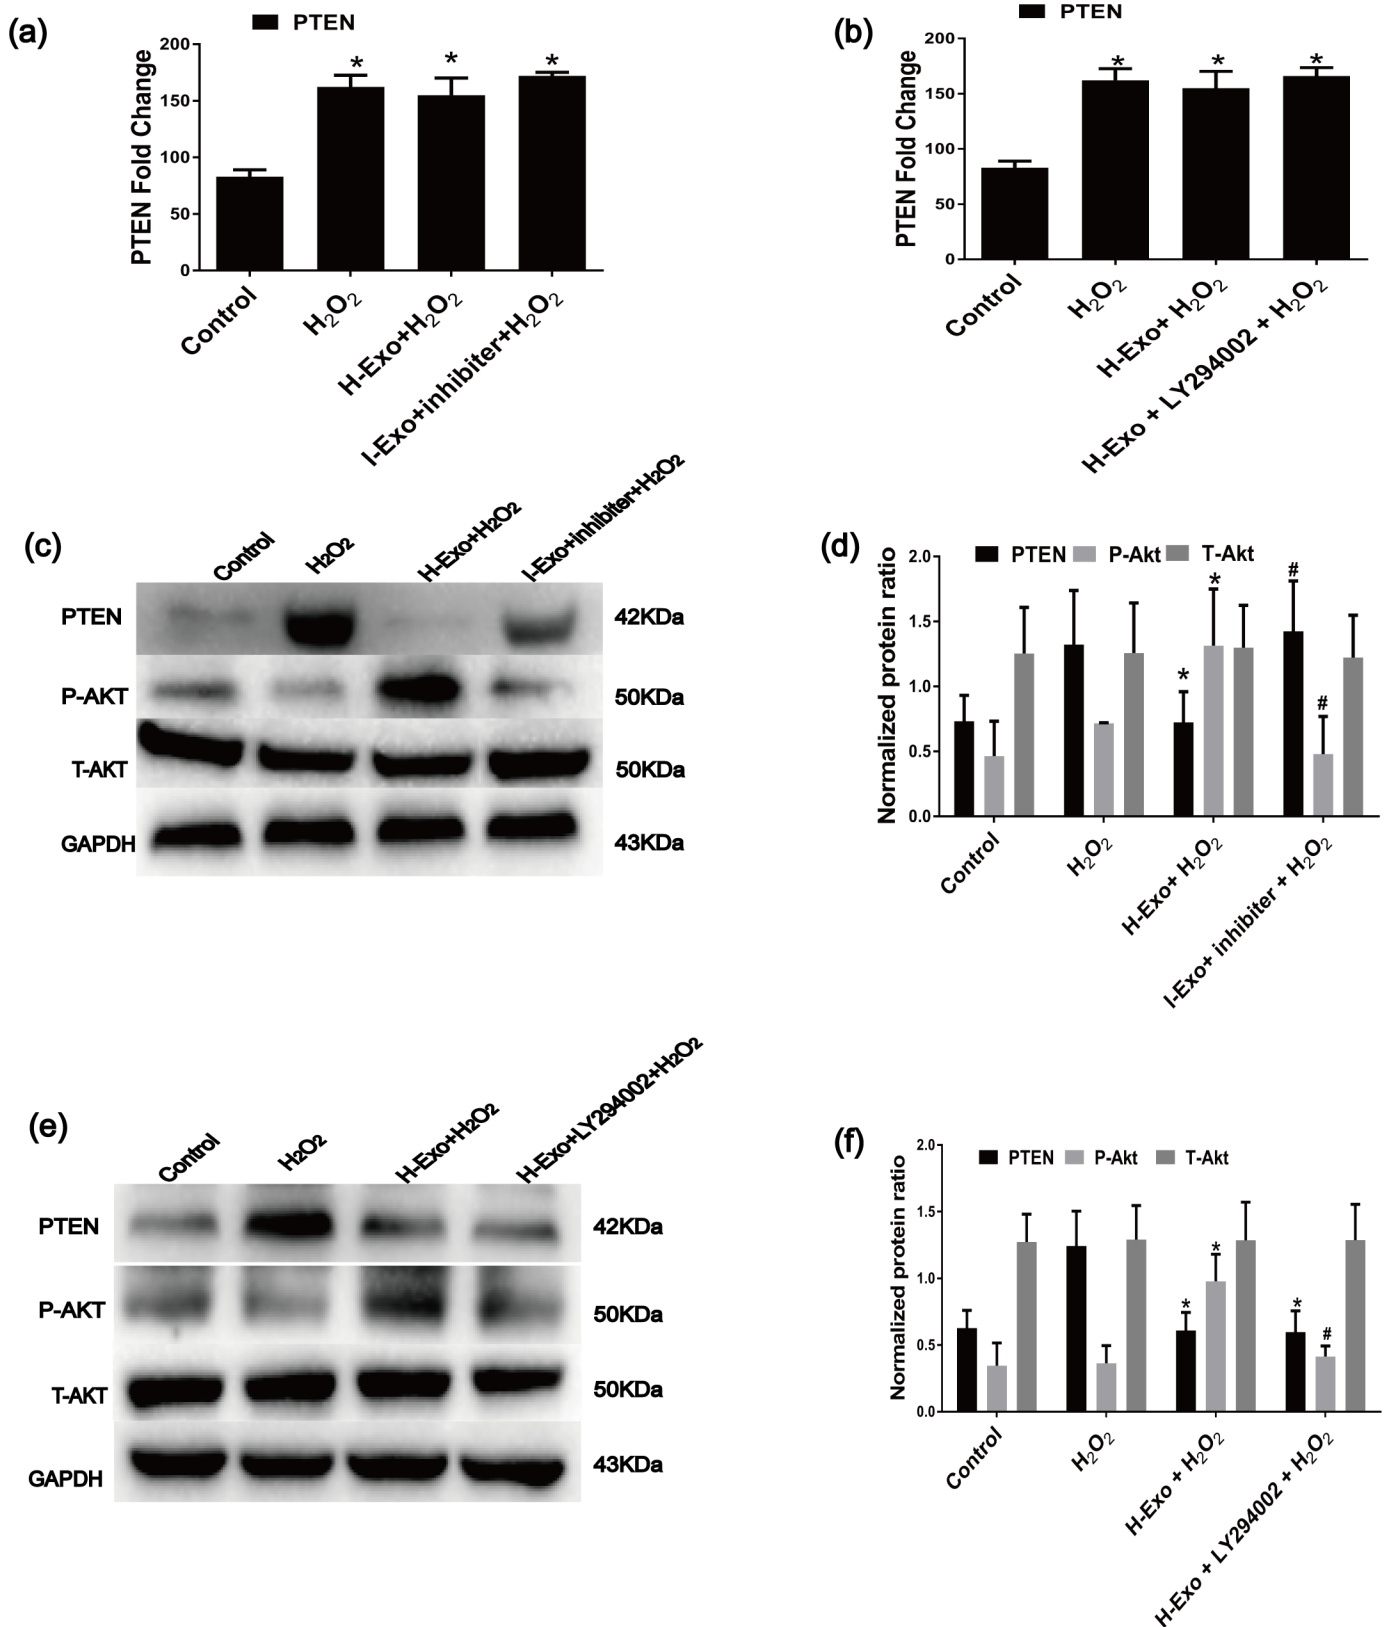 (a)
PTEN
PTEN Fold Change
200
150
100
50
0
*
*
*
Control
H₂O₂
H-Exo+H₂O₂
I-Exo+inhibiter+H₂O₂
(b)
PTEN
PTEN Fold Change
200
150
100
50
0
*
*
*
Control
H₂O₂
H-Exo+ H₂O₂
H-Exo + LY294002 + H₂O₂
(c)
Control
H₂O₂
H-Exo+H₂O₂
I-Exo+inhibiter+H₂O₂
PTEN 42KDa
P-AKT 50KDa
T-AKT 50KDa
GAPDH 43KDa
(d)
PTEN P-Akt T-Akt
Normalized protein ratio
2.0
1.5
1.0
0.5
0.0
*
*
#
#
Control
H₂O₂
H-Exo+ H₂O₂
I-Exo+ inhibiter + H₂O₂
(e)
Control
H₂O₂
H-Exo+H₂O₂
H-Exo+LY294002+H₂O₂
PTEN 42KDa
P-AKT 50KDa
T-AKT 50KDa
GAPDH 43KDa
(f)
PTEN P-Akt T-Akt
Normalized protein ratio
2.0
1.5
1.0
0.5
0.0
*
*
*
#
Control
H₂O₂
H-Exo + H₂O₂
H-Exo + LY294002 + H₂O₂